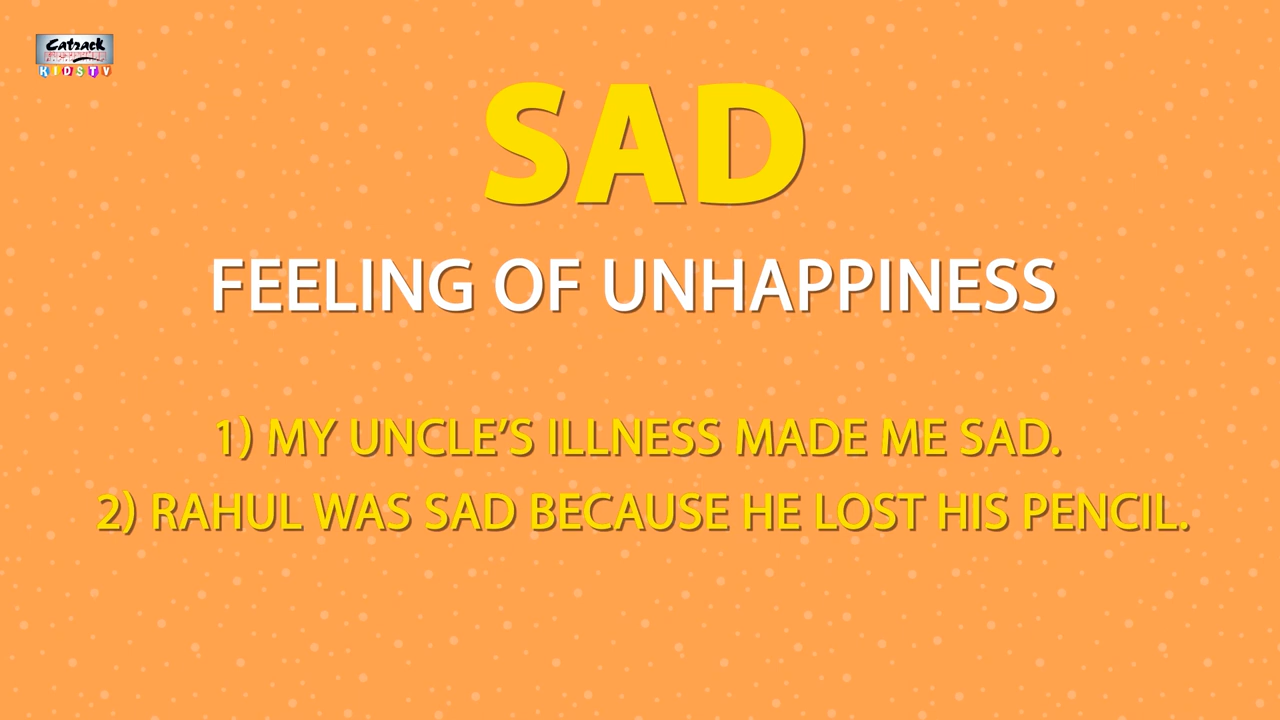 Catrack
KIDS TV
SAD
FEELING OF UNHAPPINESS
1) MY UNCLE’S ILLNESS MADE ME SAD.
2) RAHUL WAS SAD BECAUSE HE LOST HIS PENCIL.